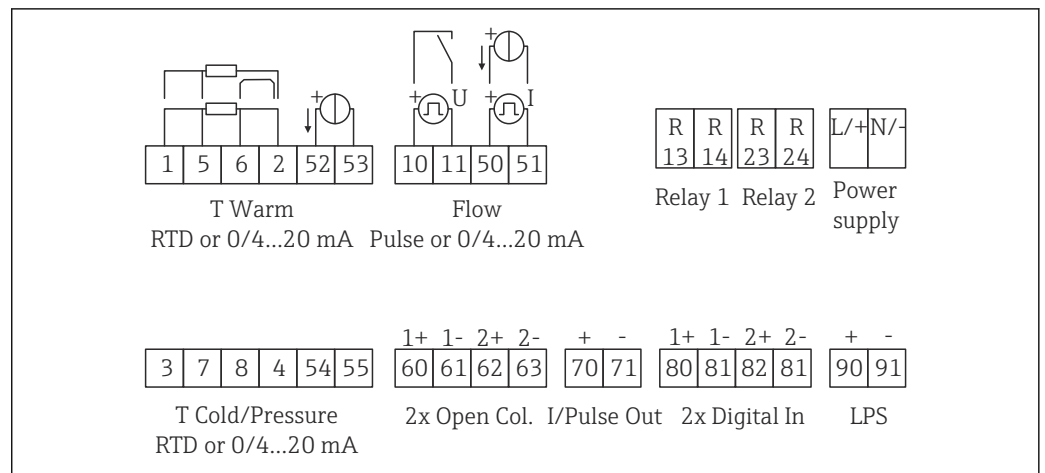 + U + I
+
+
1 5 6 2 52 53
10 11 50 51
R R R R
13 14 23 24
L/+ N/-
T Warm
RTD or 0/4...20 mA
Flow
Pulse or 0/4...20 mA
Relay 1 Relay 2
Power
supply
1+ 1- 2+ 2-
+ -
1+ 1- 2+ 2-
+ -
3 7 8 4 54 55
60 61 62 63
70 71
80 81 82 81
90 91
T Cold/Pressure
RTD or 0/4...20 mA
2x Open Col.
I/Pulse Out
2x Digital In
LPS